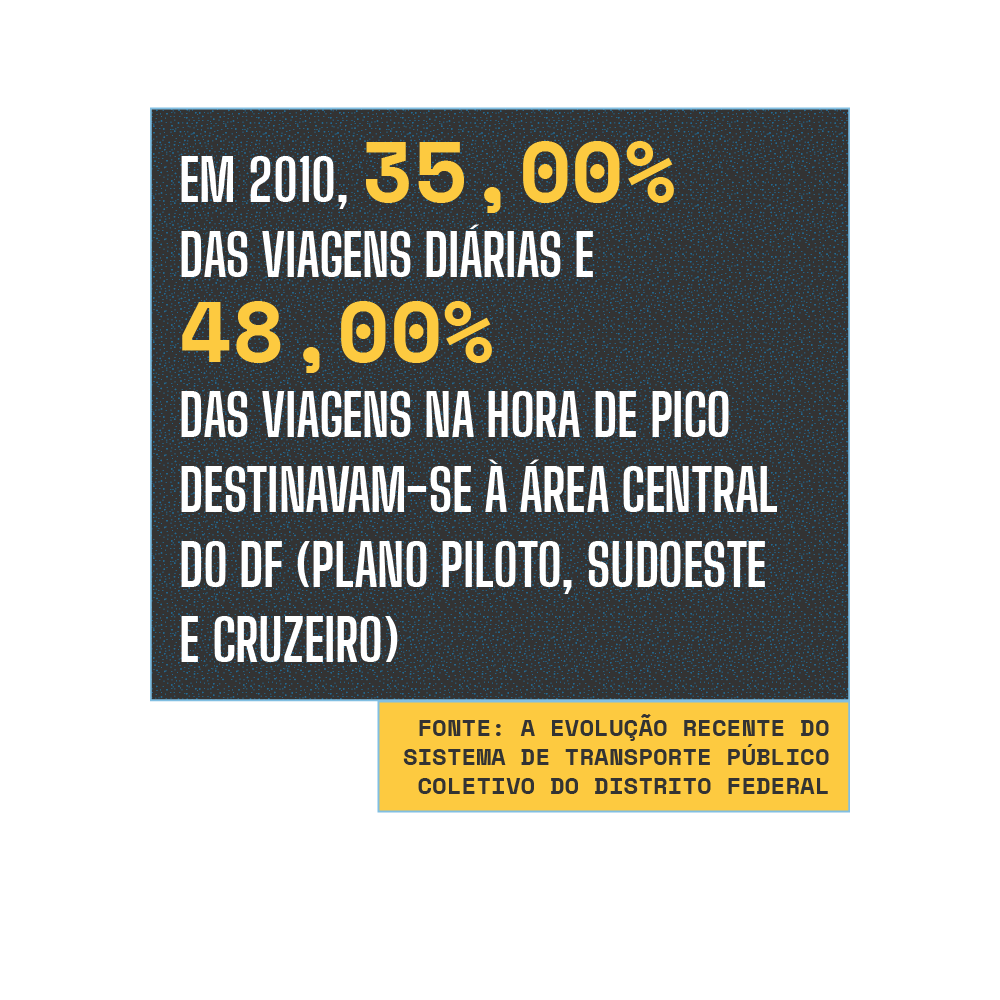 EM 2010, 35,00%
DAS VIAGENS DIÁRIAS E
48,00%
DAS VIAGENS NA HORA DE PICO
DESTINAVAM-SE À ÁREA CENTRAL
DO DF (PLANO PILOTO, SUDOESTE
E CRUZEIRO)
FONTE: A EVOLUÇÃO RECENTE DO
SISTEMA DE TRANSPORTE PÚBLICO
COLETIVO DO DISTRITO FEDERAL